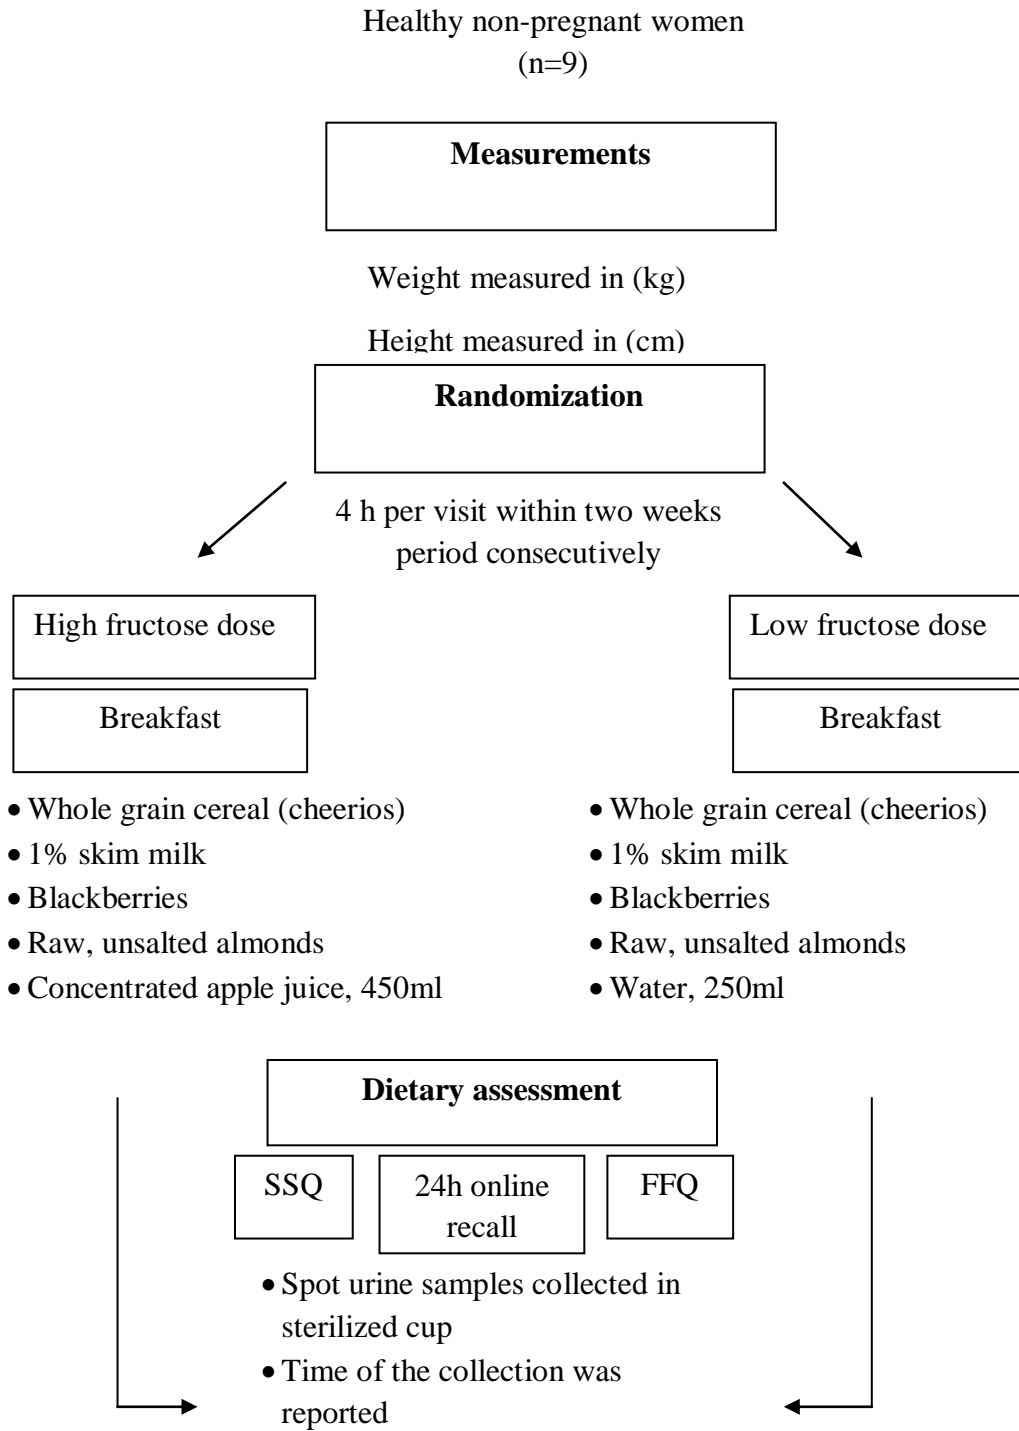 Healthy non-pregnant women
(n=9)
Measurements
Weight measured in (kg)
Height measured in (cm)
Randomization
4 h per visit within two weeks
period consecutively
High fructose dose
Low fructose dose
Breakfast
Breakfast
• Whole grain cereal (cheerios)
• 1% skim milk
• Blackberries
• Raw, unsalted almonds
• Concentrated apple juice, 450ml
• Whole grain cereal (cheerios)
• 1% skim milk
• Blackberries
• Raw, unsalted almonds
• Water, 250ml
Dietary assessment
SSQ
24h online
recall
FFQ
• Spot urine samples collected in
sterilized cup
• Time of the collection was
reported